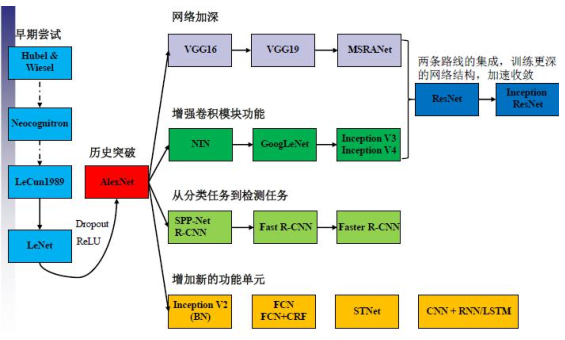 早期尝试
Hubel &
Wiesel
Neocognitron
LeCun1989
LeNet
Dropout
ReLU
历史突破
AlexNet
网络加深
VGG16
VGG19
MSRANet
增强卷积模块功能
NIN
GoogLeNet
Inception V3
Inception V4
两条路线的集成，训练更深
的网络结构，加速收敛
ResNet
Inception
ResNet
从分类任务到检测任务
SPP-Net
R-CNN
Fast R-CNN
Faster R-CNN
增加新的功能单元
Inception V2
(BN)
FCN
FCN+CRF
STNet
CNN + RNN/LSTM